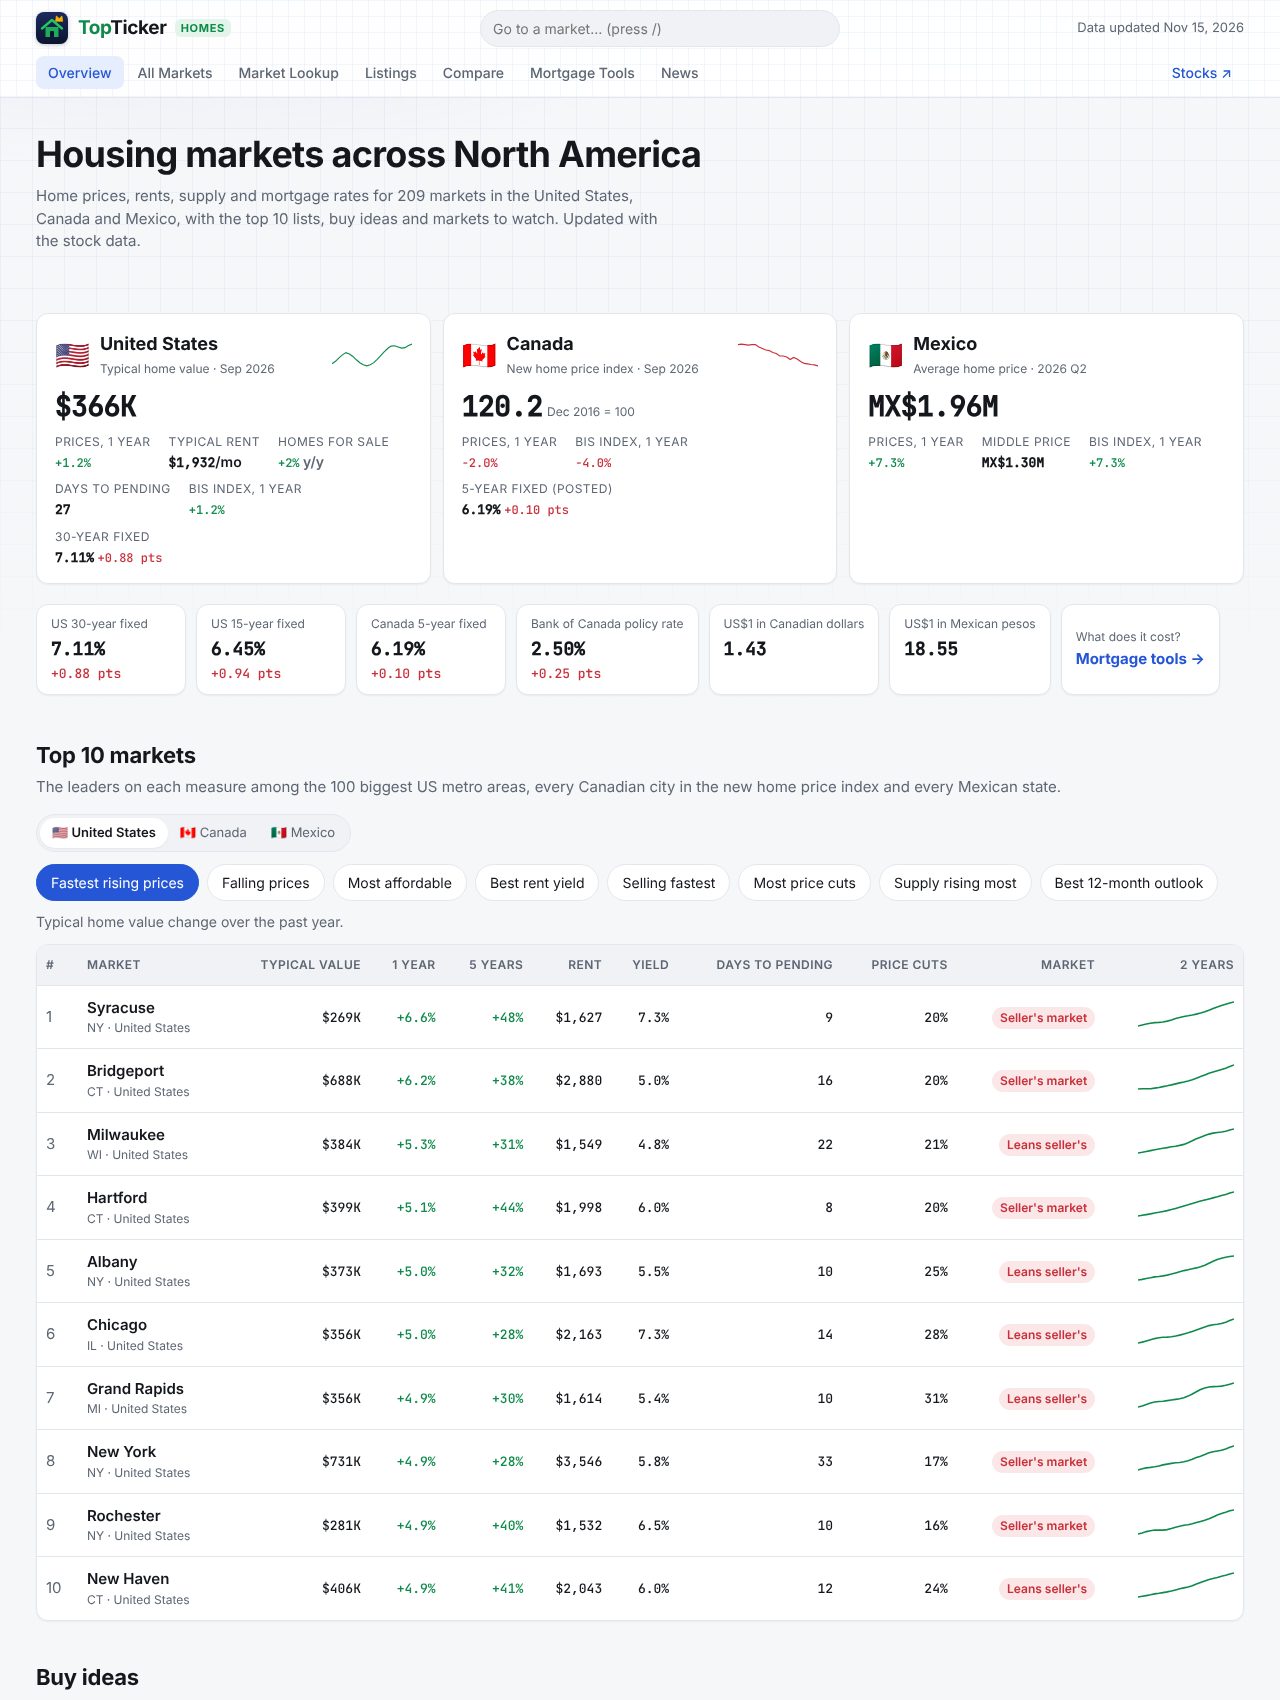 TopTicker HOMES
Go to a market... (press /)
Data updated Nov 15, 2026
Overview
All Markets
Market Lookup
Listings
Compare
Mortgage Tools
News
Stocks ↗
Housing markets across North America
Home prices, rents, supply and mortgage rates for 209 markets in the United States,
Canada and Mexico, with the top 10 lists, buy ideas and markets to watch. Updated with
the stock data.
United States
Typical home value · Sep 2026
$366K
PRICES, 1 YEAR TYPICAL RENT HOMES FOR SALE
+1.2% $1,932/mo +2% y/y
DAYS TO PENDING BIS INDEX, 1 YEAR
27 +1.2%
30-YEAR FIXED
7.11% +0.88 pts
Canada
New home price index · Sep 2026
120.2 Dec 2016 = 100
PRICES, 1 YEAR BIS INDEX, 1 YEAR
-2.0% -4.0%
5-YEAR FIXED (POSTED)
6.19% +0.10 pts
Mexico
Average home price · 2026 Q2
MX$1.96M
PRICES, 1 YEAR MIDDLE PRICE BIS INDEX, 1 YEAR
+7.3% MX$1.30M +7.3%
US 30-year fixed
7.11%
+0.88 pts
US 15-year fixed
6.45%
+0.94 pts
Canada 5-year fixed
6.19%
+0.10 pts
Bank of Canada policy rate
2.50%
+0.25 pts
US$1 in Canadian dollars
1.43
US$1 in Mexican pesos
18.55
What does it cost?
Mortgage tools →
Top 10 markets
The leaders on each measure among the 100 biggest US metro areas, every Canadian city in the new home price index and every Mexican state.
United States Canada Mexico
Fastest rising prices
Falling prices
Most affordable
Best rent yield
Selling fastest
Most price cuts
Supply rising most
Best 12-month outlook
Typical home value change over the past year.
# MARKET TYPICAL VALUE 1 YEAR 5 YEARS RENT YIELD DAYS TO PENDING PRICE CUTS MARKET 2 YEARS
1 Syracuse $269K +6.6% +48% $1,627 7.3% 9 20% Seller's market
NY · United States
2 Bridgeport $688K +6.2% +38% $2,880 5.0% 16 20% Seller's market
CT · United States
3 Milwaukee $384K +5.3% +31% $1,549 4.8% 22 21% Leans seller's
WI · United States
4 Hartford $399K +5.1% +44% $1,998 6.0% 8 20% Seller's market
CT · United States
5 Albany $373K +5.0% +32% $1,693 5.5% 10 25% Leans seller's
NY · United States
6 Chicago $356K +5.0% +28% $2,163 7.3% 14 28% Leans seller's
IL · United States
7 Grand Rapids $356K +4.9% +30% $1,614 5.4% 10 31% Leans seller's
MI · United States
8 New York $731K +4.9% +28% $3,546 5.8% 33 17% Seller's market
NY · United States
9 Rochester $281K +4.9% +40% $1,532 6.5% 10 16% Seller's market
NY · United States
10 New Haven $406K +4.9% +41% $2,043 6.0% 12 24% Leans seller's
CT · United States
Buy ideas